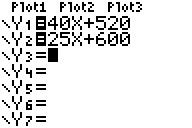 Plot1 Plot2 Plot3
\Y1=40X+520
\Y2=25X+600
\Y3=
\Y4=
\Y5=
\Y6=
\Y7=